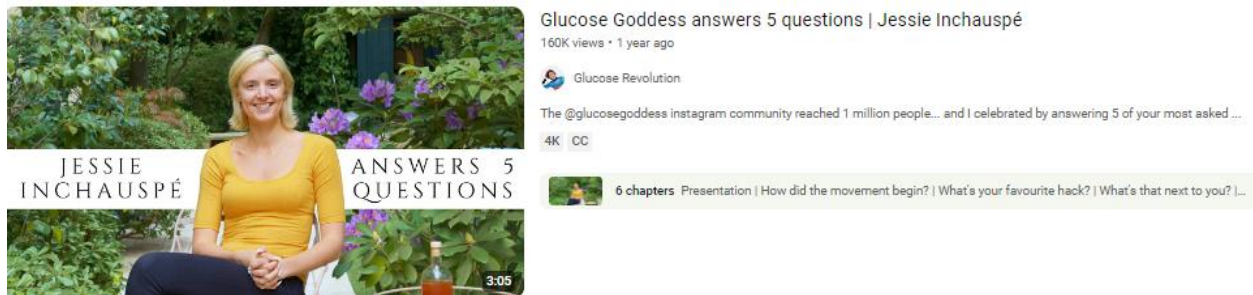 JESSIE
INCHAUSPÉ
ANSWERS 5
QUESTIONS
3:05
Glucose Goddess answers 5 questions | Jessie Inchauspé
160K views • 1 year ago
Glucose Revolution
The @glucosegoddess instagram community reached 1 million people... and I celebrated by answering 5 of your most asked ...
4K CC
6 chapters Presentation | How did the movement begin? | What's your favourite hack? | What's that next to you? |...